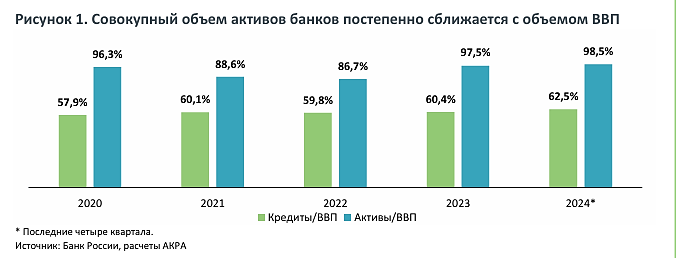 Рисунок 1. Совокупный объем активов банков постепенно сближается с объемом ВВП
96,3% 88,6% 86,7% 97,5% 98,5%
57,9% 60,1% 59,8% 60,4% 62,5%
2020 2021 2022 2023 2024*
Кредиты/ВВП Активы/ВВП
* Последние четыре квартала.
Источник: Банк России, расчеты АКРА